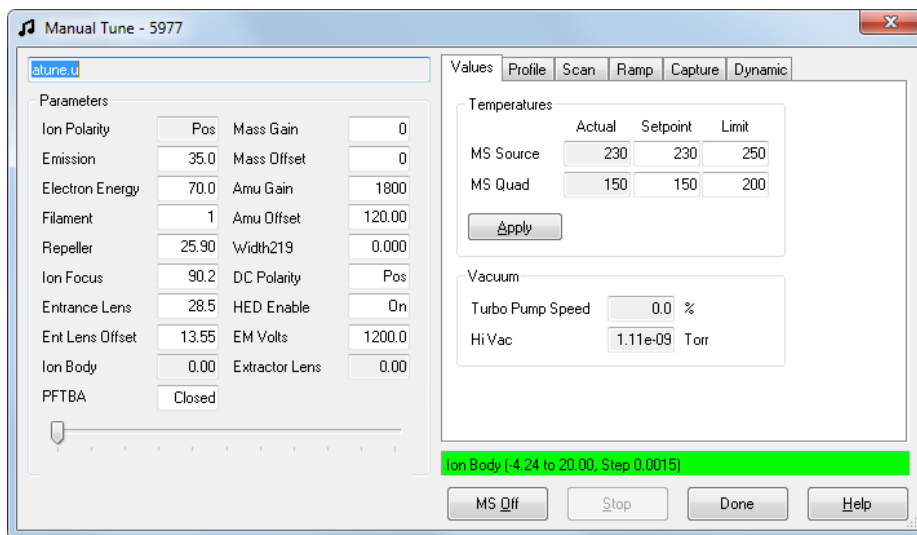 Manual Tune - 5977
atune.u
Parameters
Ion Polarity Pos Mass Gain 0
Emission 35.0 Mass Offset 0
Electron Energy 70.0 Amu Gain 1800
Filament 1 Amu Offset 120.00
Repeller 25.90 Width219 0.000
Ion Focus 90.2 DC Polarity Pos
Entrance Lens 28.5 HED Enable On
Ent Lens Offset 13.55 EM Volts 1200.0
Ion Body 0.00 Extractor Lens 0.00
PFTBA Closed
Values Profile Scan Ramp Capture Dynamic
Temperatures
Actual Setpoint Limit
MS Source 230 230 250
MS Quad 150 150 200
Apply
Vacuum
Turbo Pump Speed 0.0 %
Hi Vac 1.11e-09 Torr
Ion Body (-4.24 to 20.00, Step 0.0015)
MS Off Stop Done Help